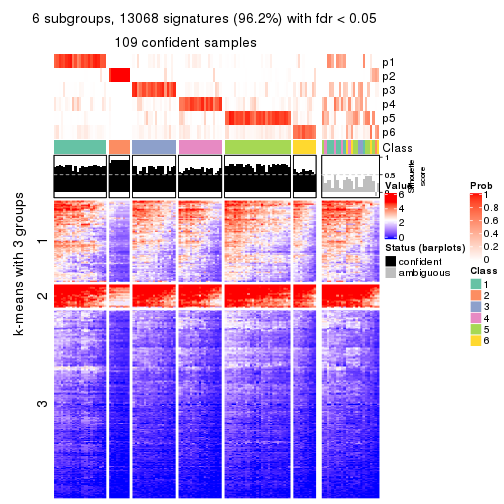 6 subgroups, 13068 signatures (96.2%) with fdr < 0.05
109 confident samples
p1
p2
p3
p4
p5
p6
Class
1
0.5
0
Silhouette
score
k-means with 3 groups
1
2
3
Value
6
4
2
0
Status (barplots)
confident
ambiguous
Prob
1
0.8
0.6
0.4
0.2
0
Class
1
2
3
4
5
6